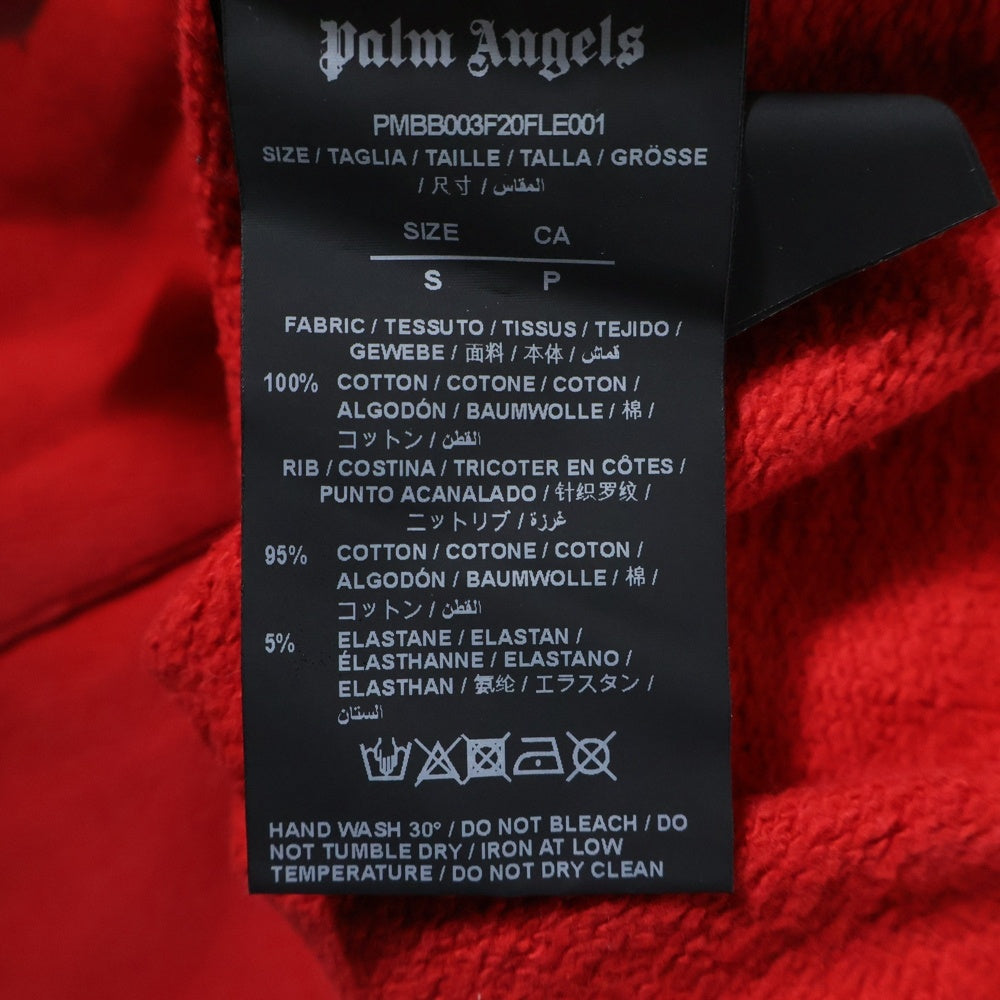 Palm Angels
PMBB003F20FLE001
SIZE / TAGLIA / TAILLE / TALLA / GRÖSSE
/ 尺寸 / المقاس
SIZE CA
S P
FABRIC / TESSUTO / TISSUS / TEJIDO /
GEWEBE / 面料 / 本体 / قماش
100% COTTON / COTONE / COTON /
ALGODÓN / BAUMWOLLE / 棉 /
コットン / القطن
RIB / COSTINA / TRICOTER EN CÔTES /
PUNTO ACANALADO / 针织罗纹 /
ニットリブ / غرزة
95% COTTON / COTONE / COTON /
ALGODÓN / BAUMWOLLE / 棉 /
コットン / القطن
5% ELASTANE / ELASTAN /
ÉLASTHANNE / ELASTANO /
ELASTHAN / 氨纶 / エラスタン /
الستان
HAND WASH 30° / DO NOT BLEACH / DO
NOT TUMBLE DRY / IRON AT LOW
TEMPERATURE / DO NOT DRY CLEAN